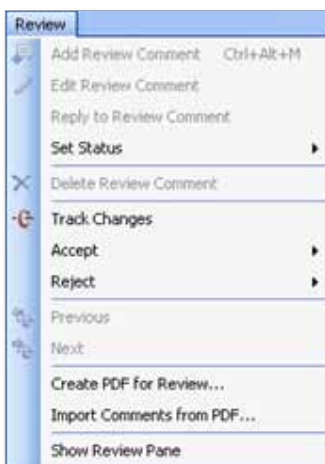 Review
Add Review Comment Ctrl+Alt+M
Edit Review Comment
Reply to Review Comment
Set Status
Delete Review Comment
Track Changes
Accept
Reject
Previous
Next
Create PDF for Review...
Import Comments from PDF...
Show Review Pane